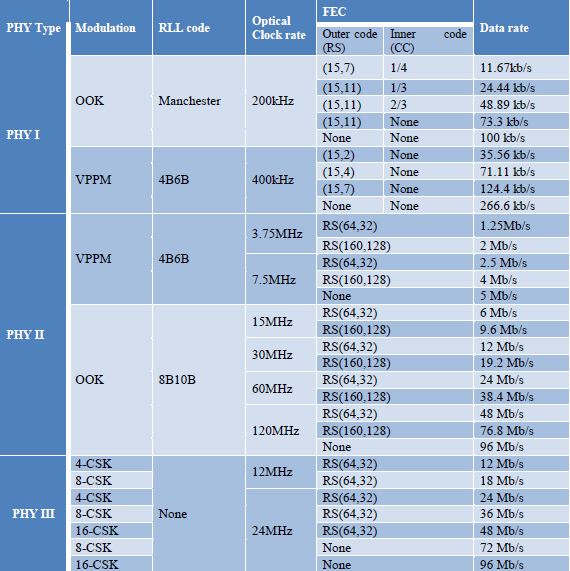 PHY Type Modulation RLL code Optical Clock rate FEC Data rate
Outer code (RS) Inner code (CC)
PHY I OOK Manchester 200kHz (15,7) 1/4 11.67kb/s
(15,11) 1/3 24.44 kb/s
(15,11) 2/3 48.89 kb/s
(15,11) None 73.3 kb/s
None None 100 kb/s
VPPM 4B6B 400kHz (15,2) None 35.56 kb/s
(15,4) None 71.11 kb/s
(15,7) None 124.4 kb/s
None None 266.6 kb/s
PHY II VPPM 4B6B 3.75MHz RS(64,32) 1.25Mb/s
RS(160,128) 2 Mb/s
7.5MHz RS(64,32) 2.5 Mb/s
RS(160,128) 4 Mb/s
None 5 Mb/s
OOK 8B10B 15MHz RS(64,32) 6 Mb/s
RS(160,128) 9.6 Mb/s
30MHz RS(64,32) 12 Mb/s
RS(160,128) 19.2 Mb/s
60MHz RS(64,32) 24 Mb/s
RS(160,128) 38.4 Mb/s
120MHz RS(64,32) 48 Mb/s
RS(160,128) 76.8 Mb/s
None 96 Mb/s
PHY III 4-CSK None 12MHz RS(64,32) 12 Mb/s
8-CSK RS(64,32) 18 Mb/s
4-CSK 24MHz RS(64,32) 24 Mb/s
8-CSK RS(64,32) 36 Mb/s
16-CSK RS(64,32) 48 Mb/s
8-CSK None 72 Mb/s
16-CSK None 96 Mb/s